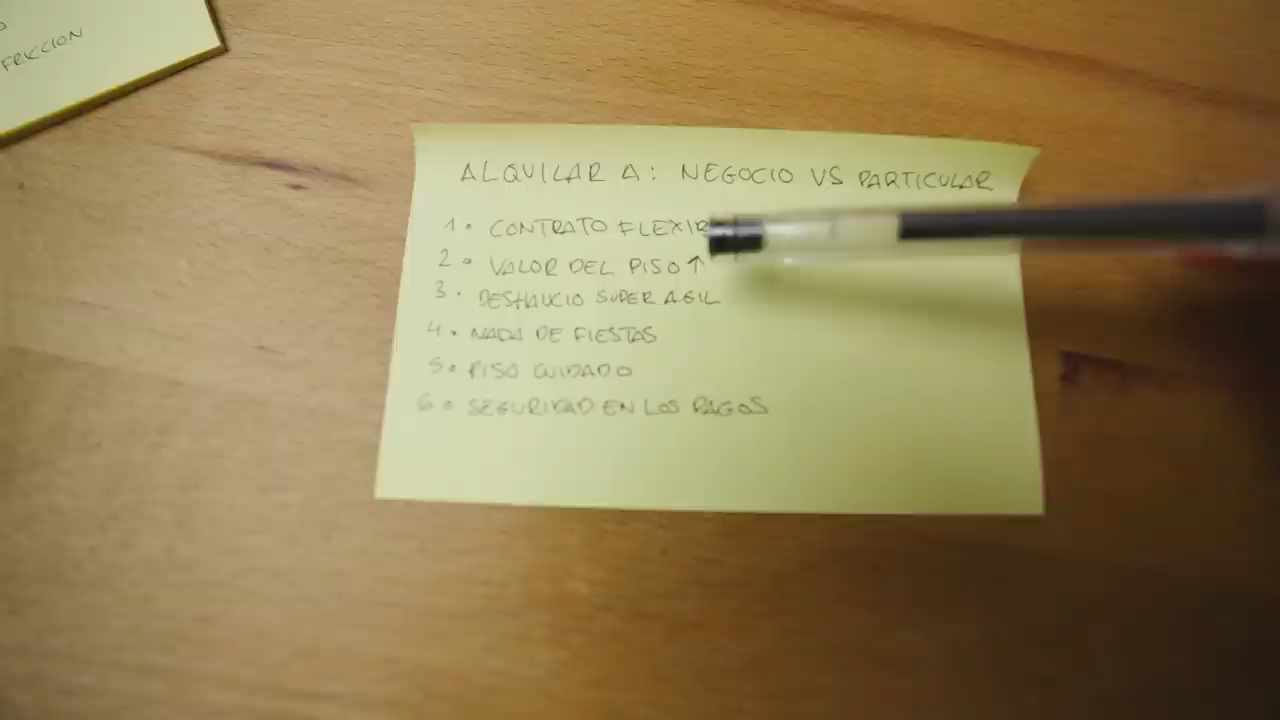 FRICCION
ALQUILAR A: NEGOCIO VS PARTICULAR
1. CONTRATO
2. VALOR DEL PISO ↑
3. DESHAUCIO SUPER AGIL
4. NADA DE FIESTAS
5. PISO CUIDADO
6. SEGURIDAD EN LOS PAGOS